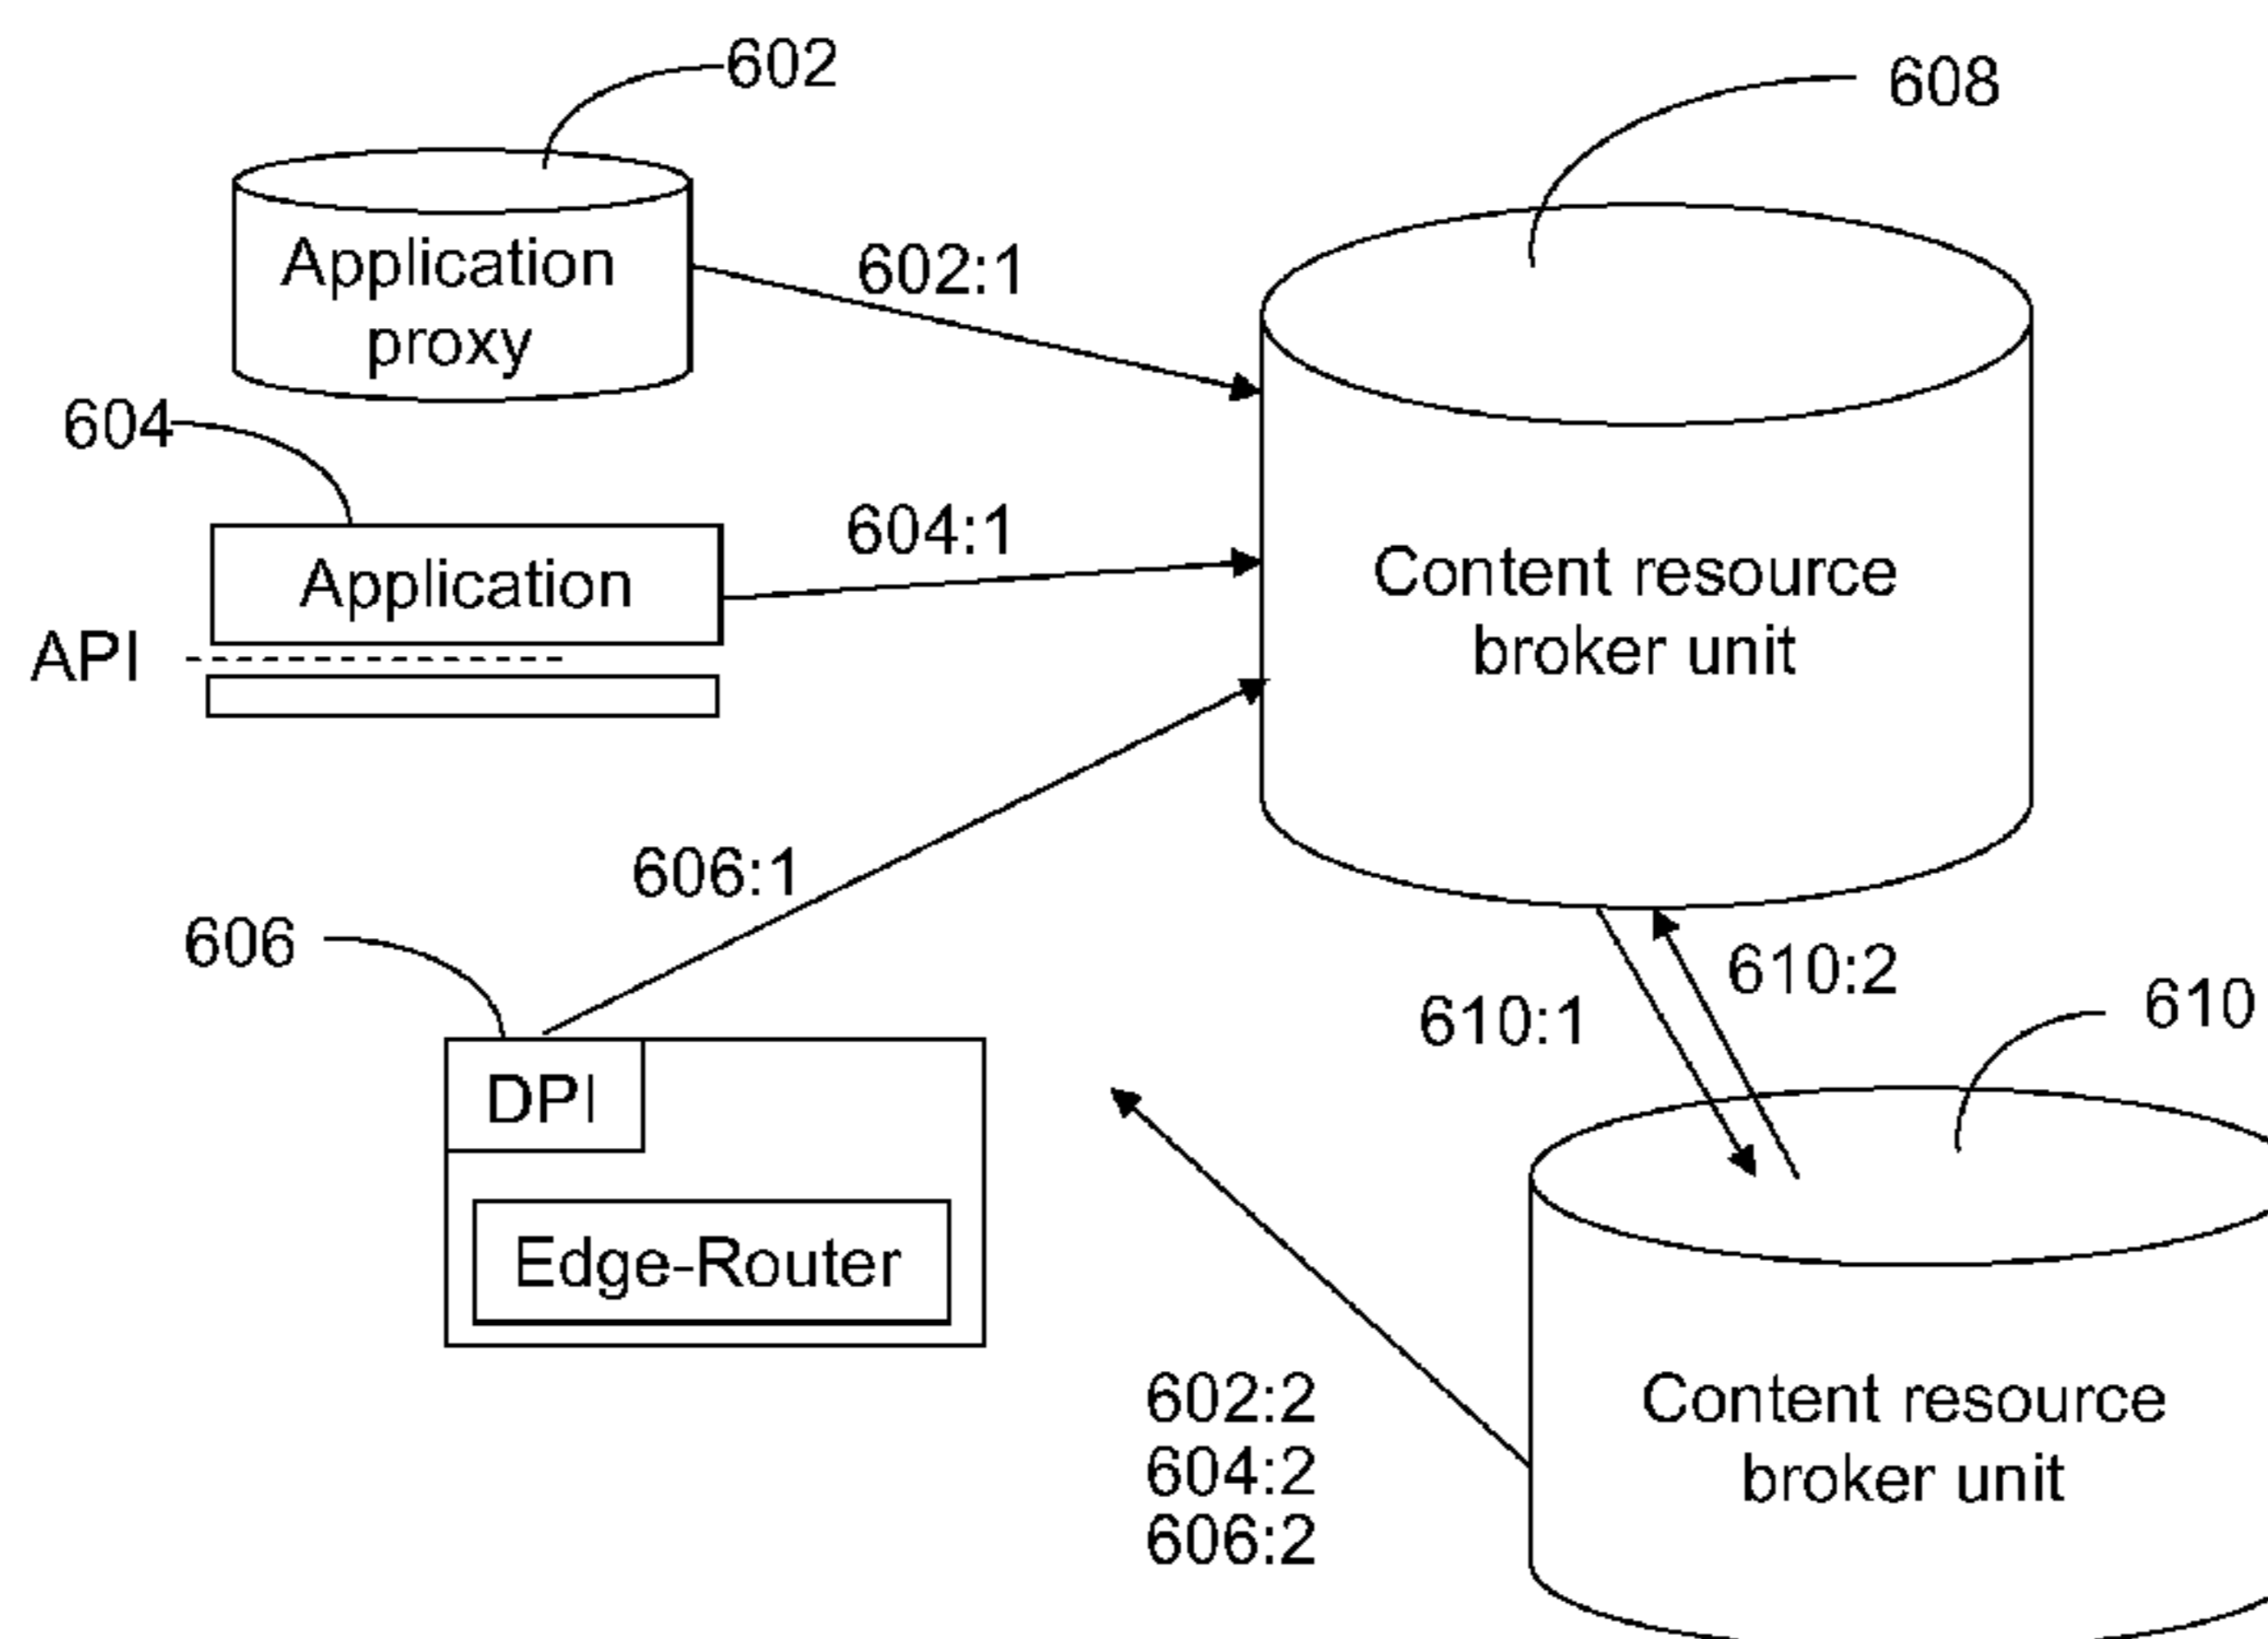 602
608
Application
proxy
602:1
604
604:1
Application
API
Content resource
broker unit
606:1
606
610:2
610:1
610
DPI
Edge-Router
602:2
604:2
606:2
Content resource
broker unit